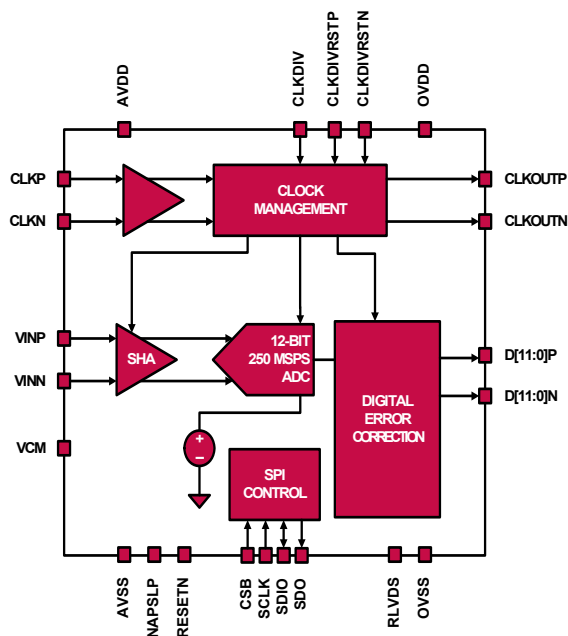 AVDD
CLKDIV
CLKDIVRSTP
CLKDIVRSTN
OVDD
CLKP
CLKN
CLOCK
MANAGEMENT
CLKOUTP
CLKOUTN
VINP
VINN
SHA
12-BIT
250 MSPS
ADC
DIGITAL
ERROR
CORRECTION
D[11:0]P
D[11:0]N
VCM
+
–
SPI
CONTROL
AVSS
NAPSLP
RESETN
CSB
SCLK
SDIO
SDO
RLVDS
OVSS